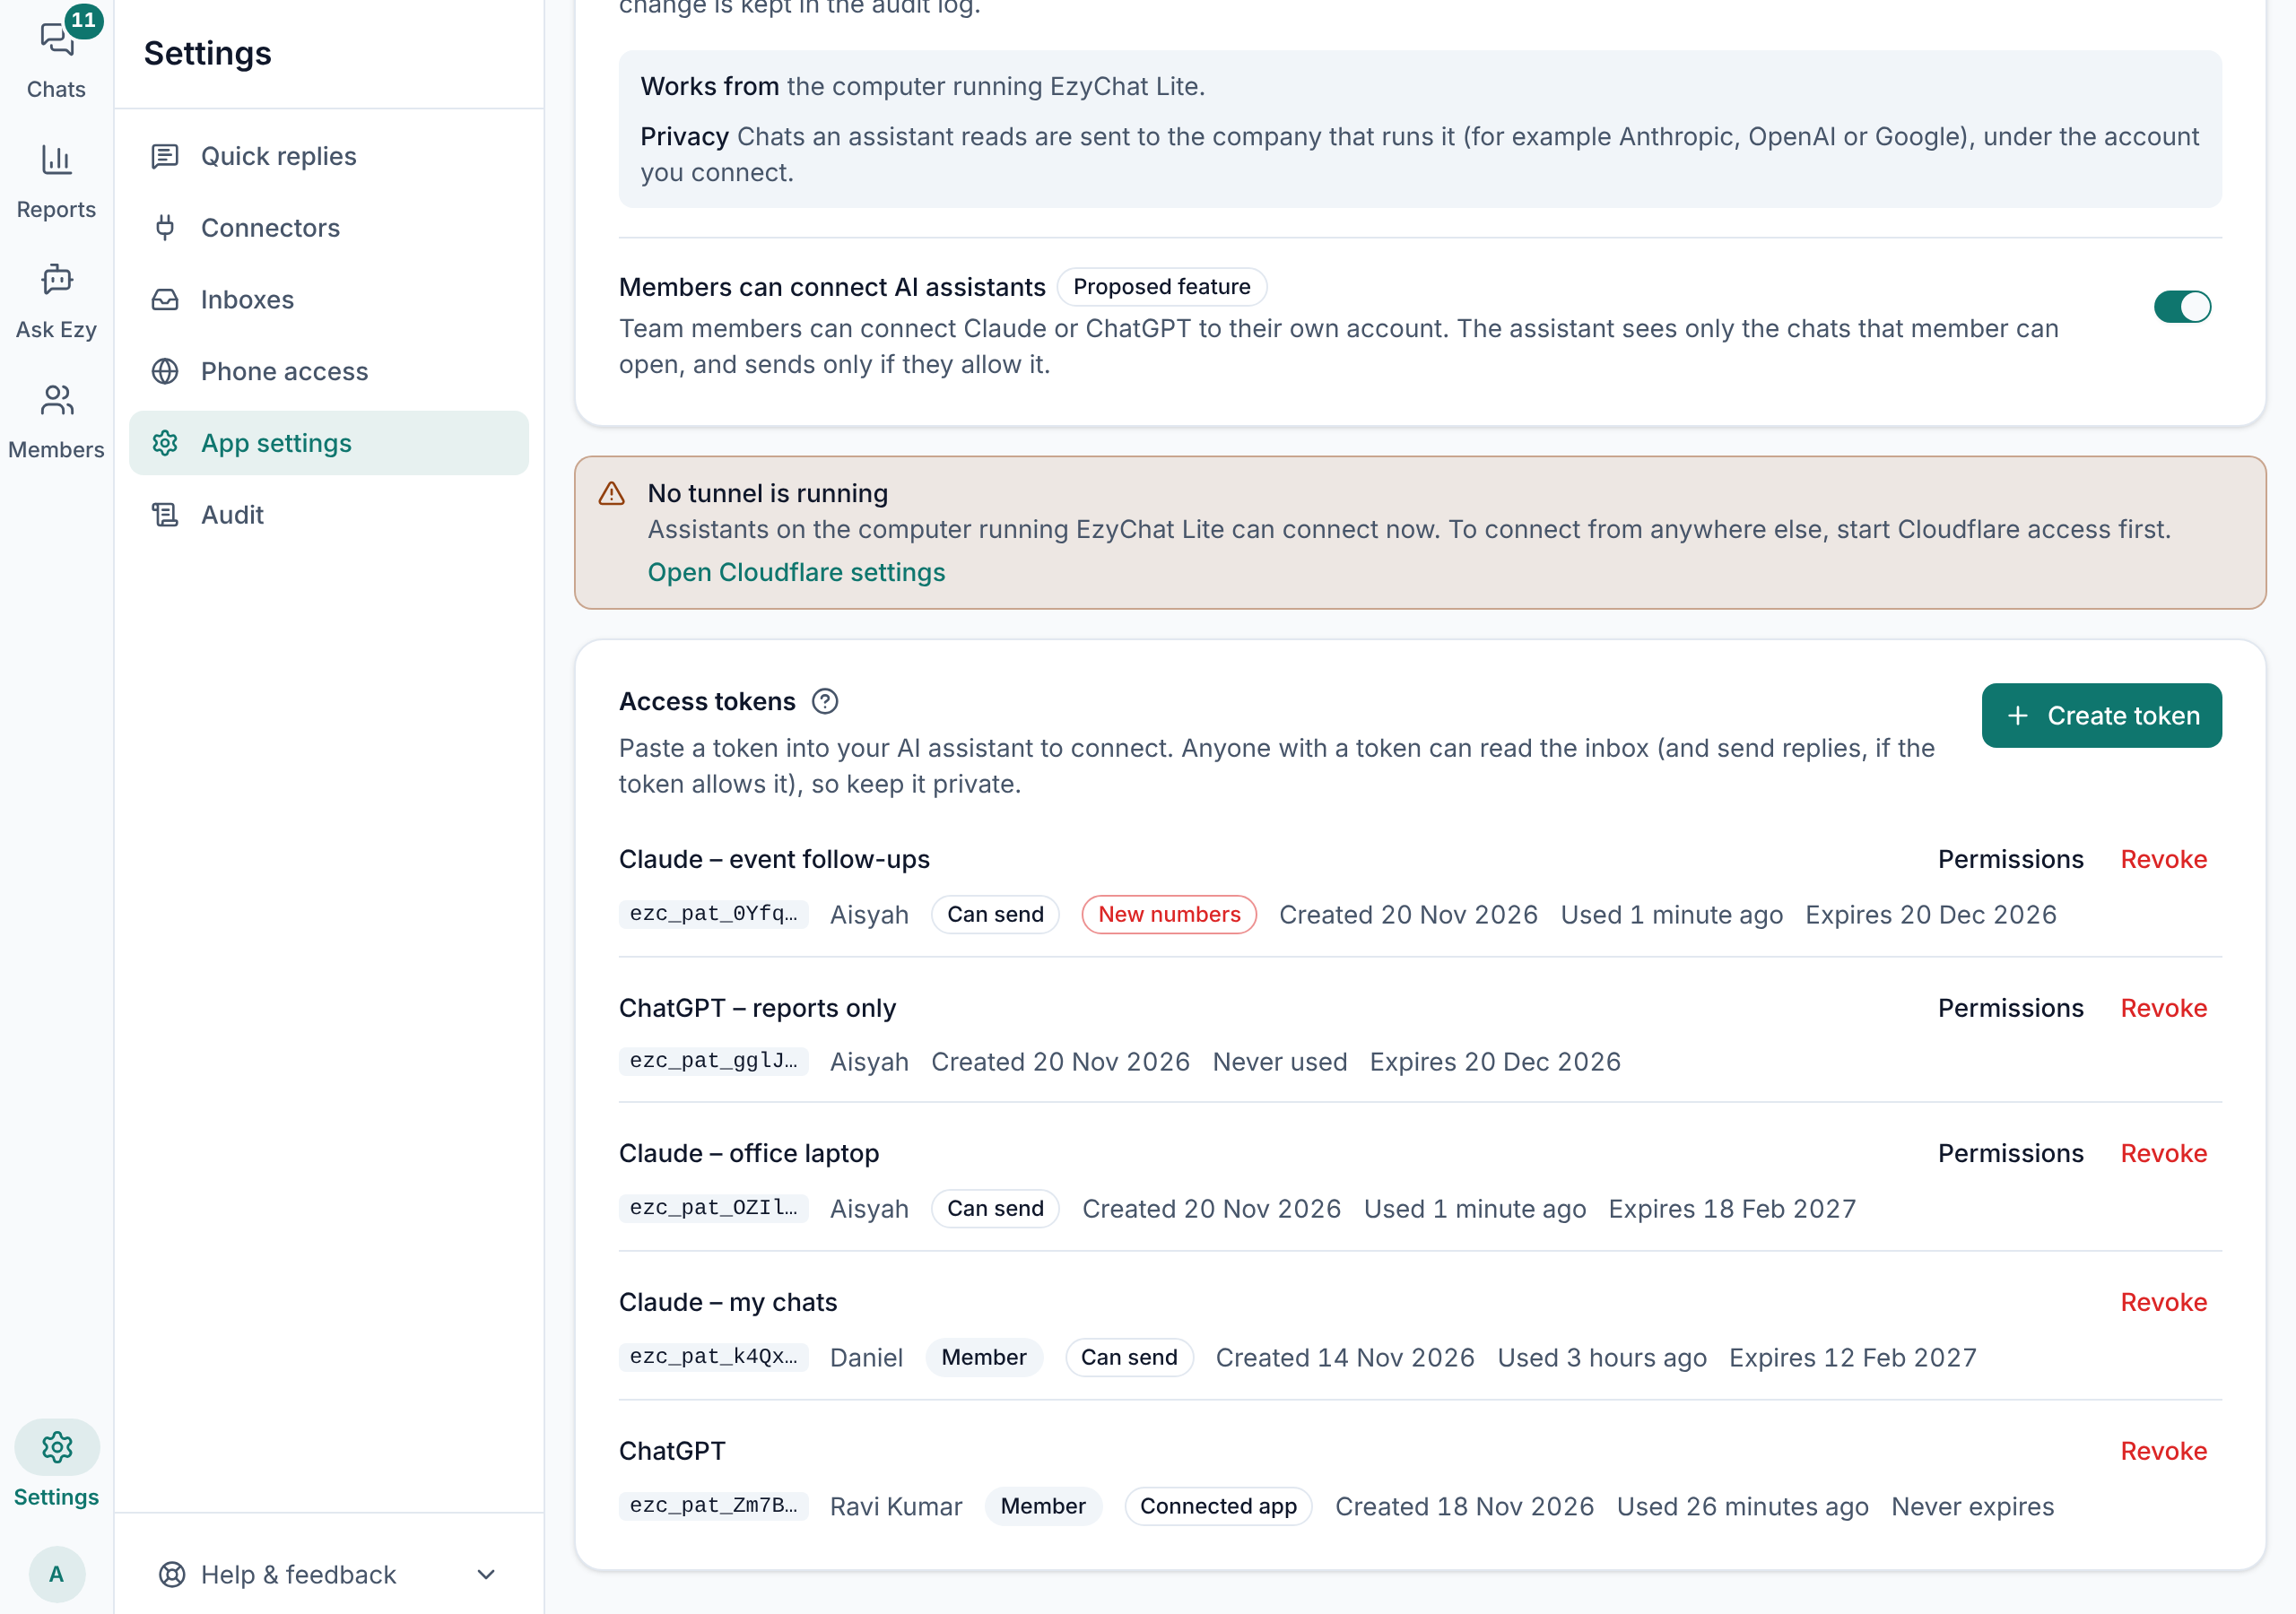 11
Chats
Reports
Ask Ezy
Members
Settings
A
Settings
Quick replies
Connectors
Inboxes
Phone access
App settings
Audit
Help & feedback
change is kept in the audit log.
Works from the computer running EzyChat Lite.
Privacy Chats an assistant reads are sent to the company that runs it (for example Anthropic, OpenAI or Google), under the account
you connect.
Members can connect AI assistants Proposed feature
Team members can connect Claude or ChatGPT to their own account. The assistant sees only the chats that member can
open, and sends only if they allow it.
No tunnel is running
Assistants on the computer running EzyChat Lite can connect now. To connect from anywhere else, start Cloudflare access first.
Open Cloudflare settings
Access tokens
Create token
Paste a token into your AI assistant to connect. Anyone with a token can read the inbox (and send replies, if the
token allows it), so keep it private.
Claude – event follow-ups Permissions Revoke
ezc_pat_0Yfq… Aisyah Can send New numbers Created 20 Nov 2026 Used 1 minute ago Expires 20 Dec 2026
ChatGPT – reports only Permissions Revoke
ezc_pat_gglJ… Aisyah Created 20 Nov 2026 Never used Expires 20 Dec 2026
Claude – office laptop Permissions Revoke
ezc_pat_OZIl… Aisyah Can send Created 20 Nov 2026 Used 1 minute ago Expires 18 Feb 2027
Claude – my chats Revoke
ezc_pat_k4Qx… Daniel Member Can send Created 14 Nov 2026 Used 3 hours ago Expires 12 Feb 2027
ChatGPT Revoke
ezc_pat_Zm7B… Ravi Kumar Member Connected app Created 18 Nov 2026 Used 26 minutes ago Never expires